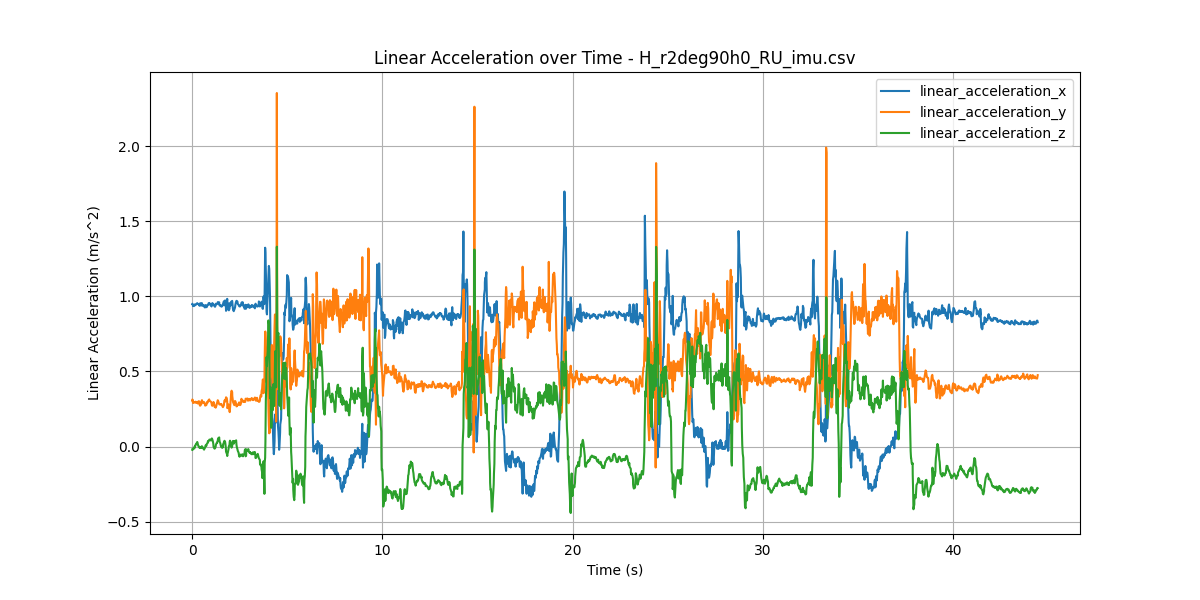 Linear Acceleration over Time - H_r2deg90h0_RU_imu.csv
linear_acceleration_x
linear_acceleration_y
linear_acceleration_z
Linear Acceleration (m/s^2)
2.0
1.5
1.0
0.5
0.0
−0.5
0 10 20 30 40
Time (s)